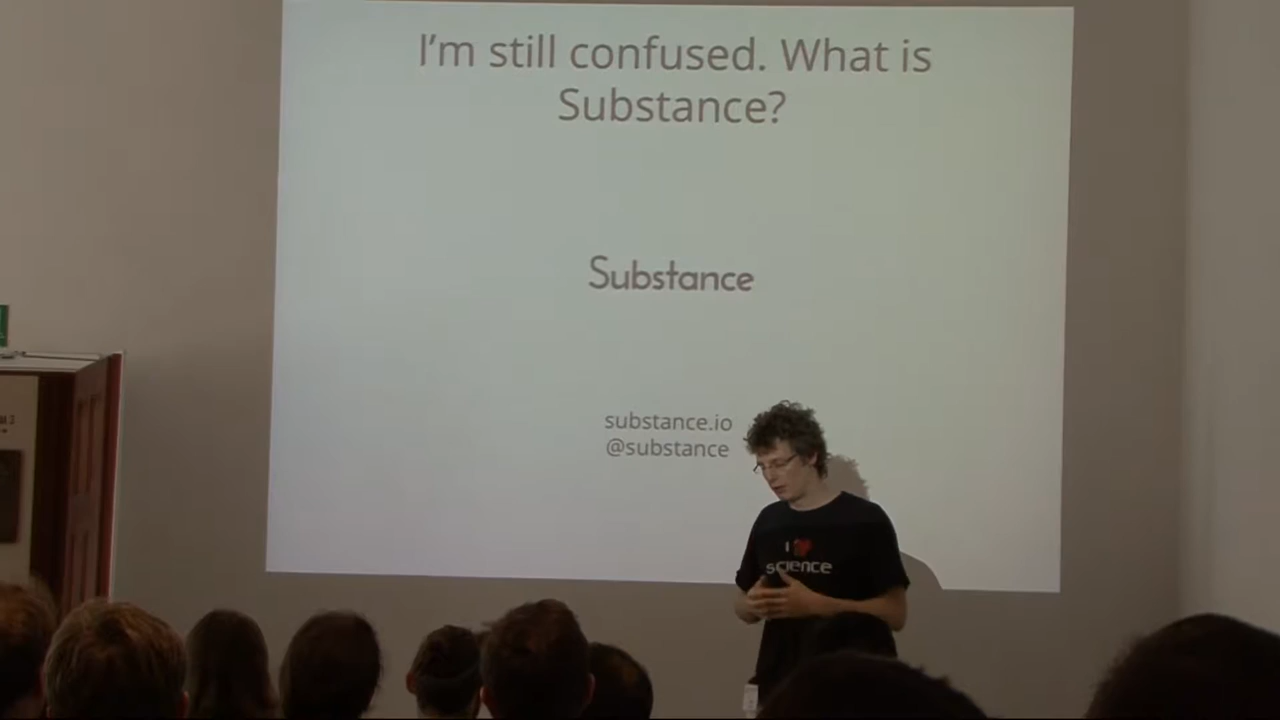 I'm still confused. What is
Substance?
Substance
substance.io
@substance
I
science